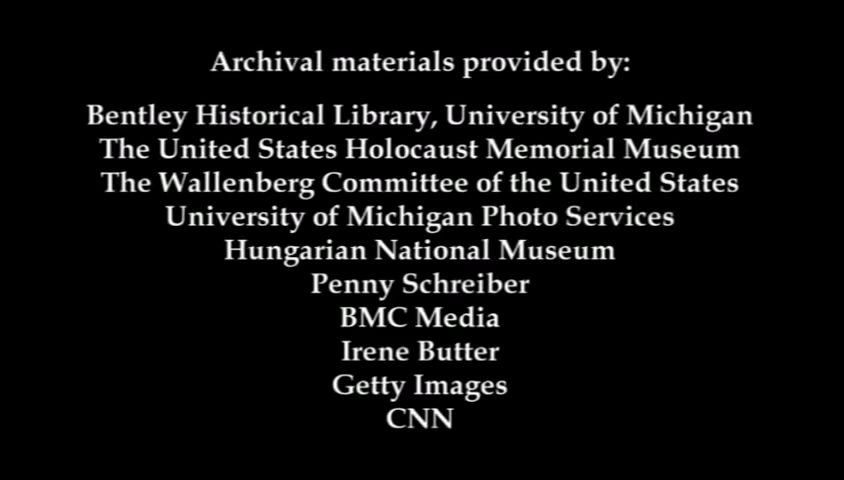 Archival materials provided by:
Bentley Historical Library, University of Michigan
The United States Holocaust Memorial Museum
The Wallenberg Committee of the United States
University of Michigan Photo Services
Hungarian National Museum
Penny Schreiber
BMC Media
Irene Butter
Getty Images
CNN